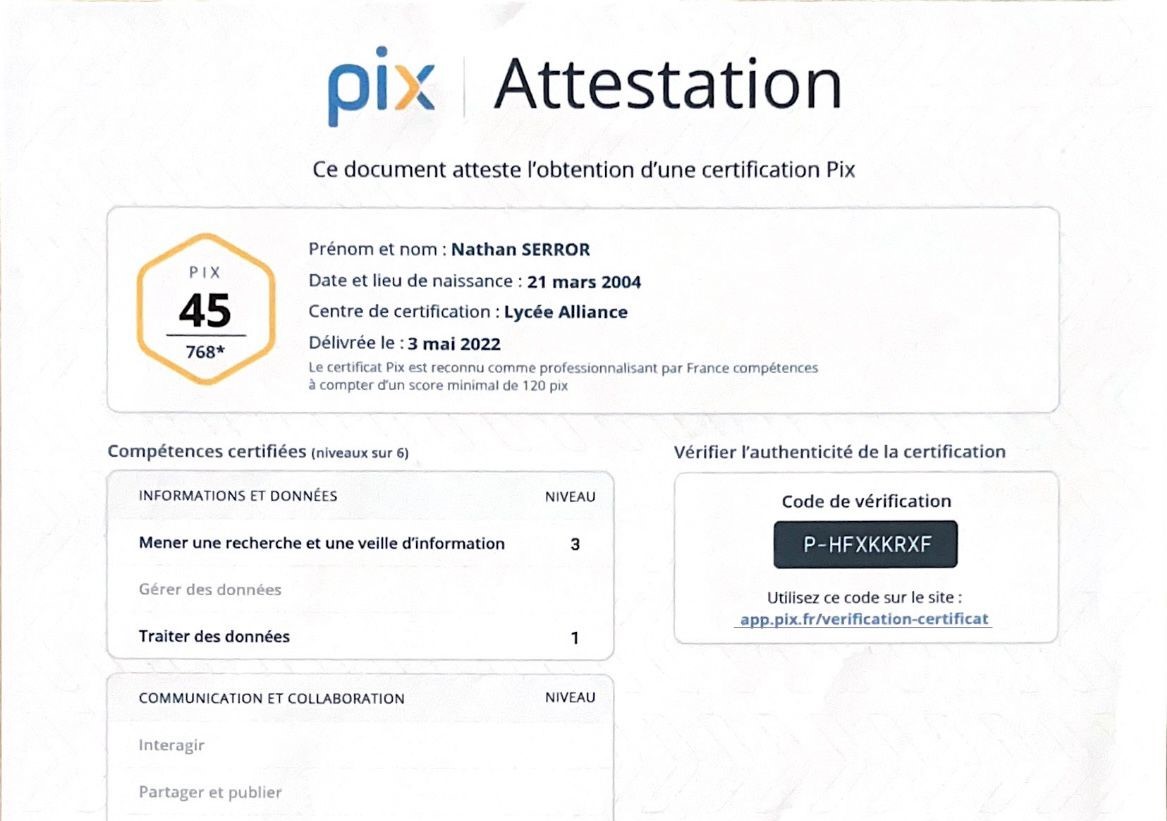 pix | Attestation
Ce document atteste l'obtention d'une certification Pix
PIX
45
768*
Prénom et nom : Nathan SERROR
Date et lieu de naissance : 21 mars 2004
Centre de certification : Lycée Alliance
Délivrée le : 3 mai 2022
Le certificat Pix est reconnu comme professionnalisant par France compétences
à compter d'un score minimal de 120 pix
Compétences certifiées (niveaux sur 6)
INFORMATIONS ET DONNÉES NIVEAU
Mener une recherche et une veille d'information 3
Gérer des données
Traiter des données 1
COMMUNICATION ET COLLABORATION NIVEAU
Interagir
Partager et publier
Vérifier l'authenticité de la certification
Code de vérification
P-HFXKKRXF
Utilisez ce code sur le site :
app.pix.fr/verification-certificat